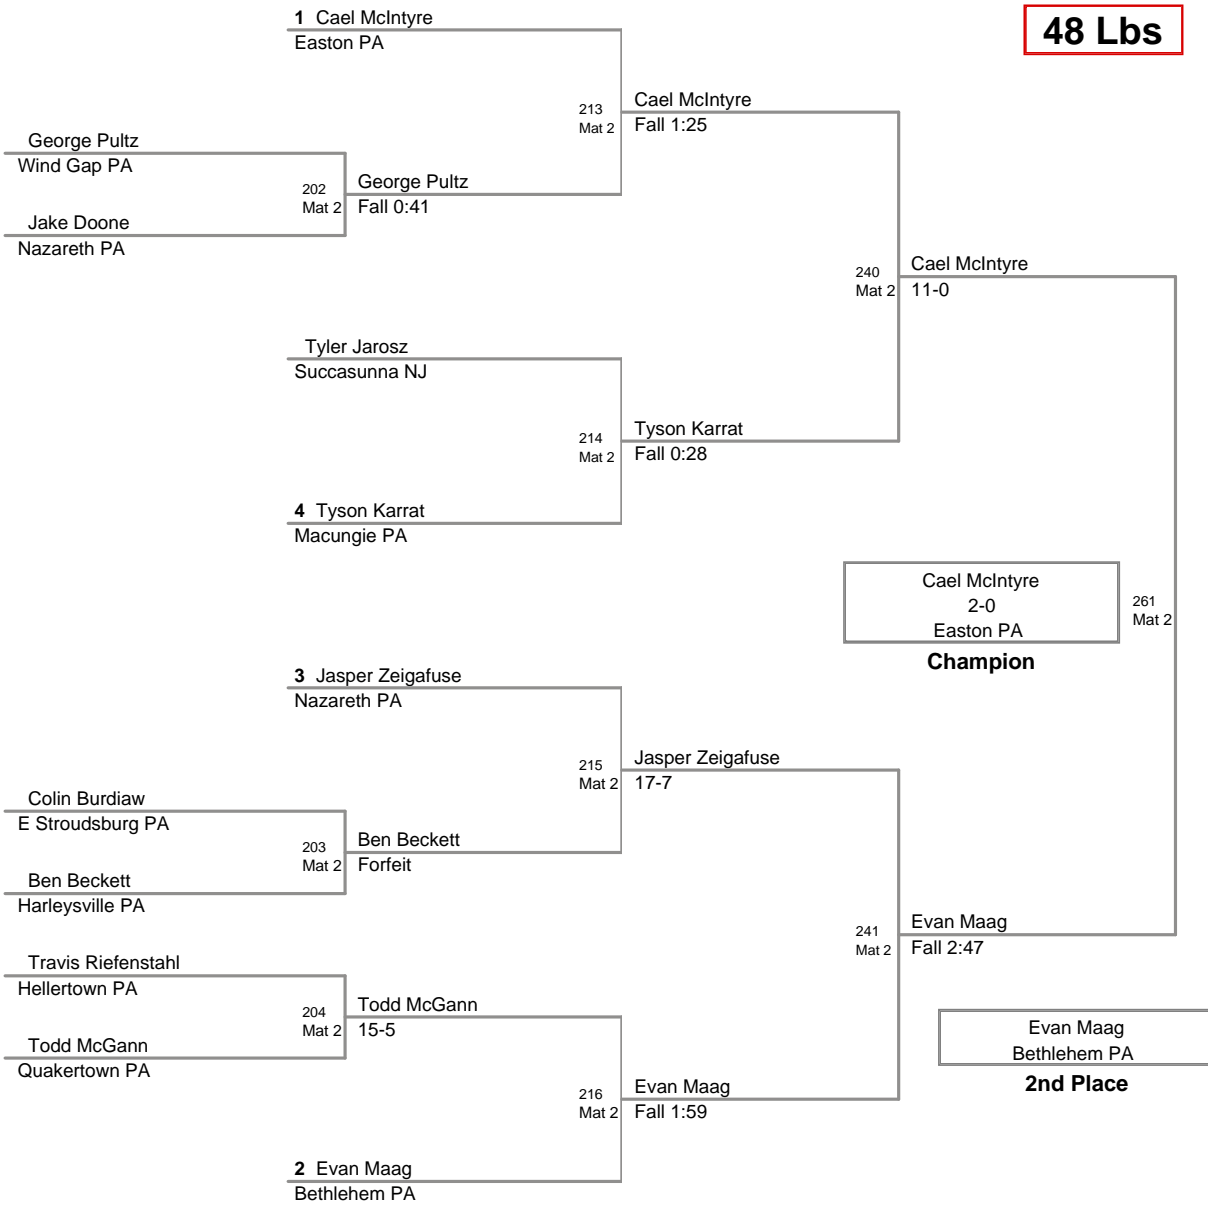 1 Cael McIntyre
Easton PA
48 Lbs
213
Mat 2
Cael McIntyre
Fall 1:25
George Pultz
Wind Gap PA
202
Mat 2
George Pultz
Fall 0:41
Jake Doone
Nazareth PA
240
Mat 2
Cael McIntyre
11-0
Tyler Jarosz
Succasunna NJ
214
Mat 2
Tyson Karrat
Fall 0:28
4 Tyson Karrat
Macungie PA
Cael McIntyre
2-0
Easton PA
Champion
261
Mat 2
3 Jasper Zeigafuse
Nazareth PA
215
Mat 2
Jasper Zeigafuse
17-7
Colin Burdiaw
E Stroudsburg PA
203
Mat 2
Ben Beckett
Forfeit
Ben Beckett
Harleysville PA
241
Mat 2
Evan Maag
Fall 2:47
Travis Riefenstahl
Hellertown PA
204
Mat 2
Todd McGann
15-5
Todd McGann
Quakertown PA
Evan Maag
Bethlehem PA
2nd Place
216
Mat 2
Evan Maag
Fall 1:59
2 Evan Maag
Bethlehem PA